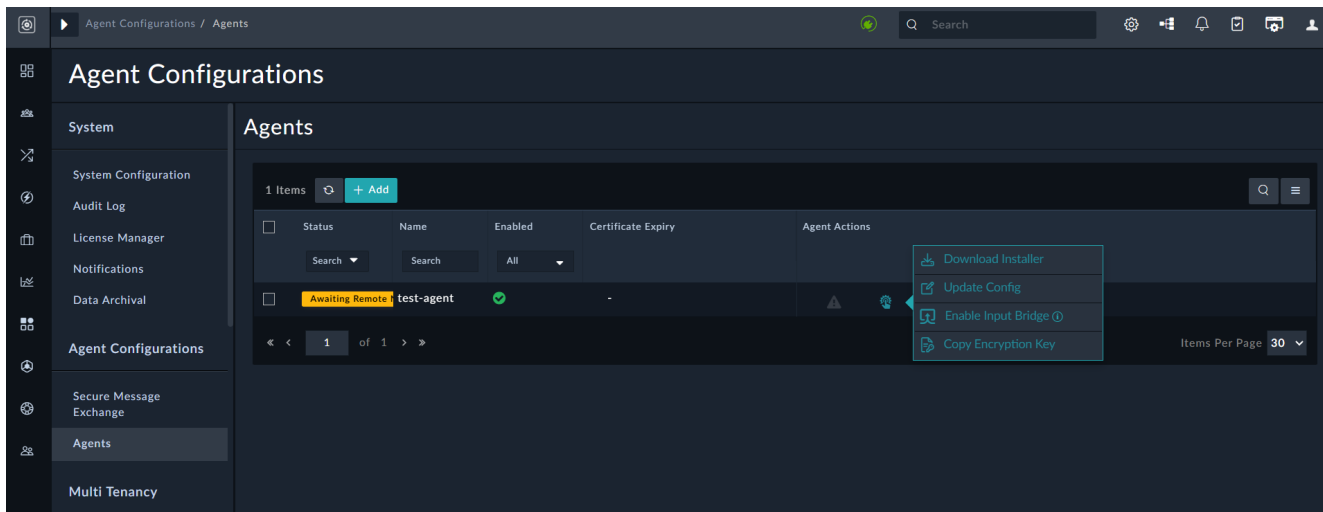 Agent Configurations / Agents
Search
Agent Configurations
System
System Configuration
Audit Log
License Manager
Notifications
Data Archival
Agent Configurations
Secure Message
Exchange
Agents
Multi Tenancy
Agents
1 Items
+ Add
Status Name Enabled Certificate Expiry Agent Actions
Search Search All
Awaiting Remote test-agent -
Download Installer
Update Config
Enable Input Bridge
Copy Encryption Key
« < 1 of 1 > »
Items Per Page 30